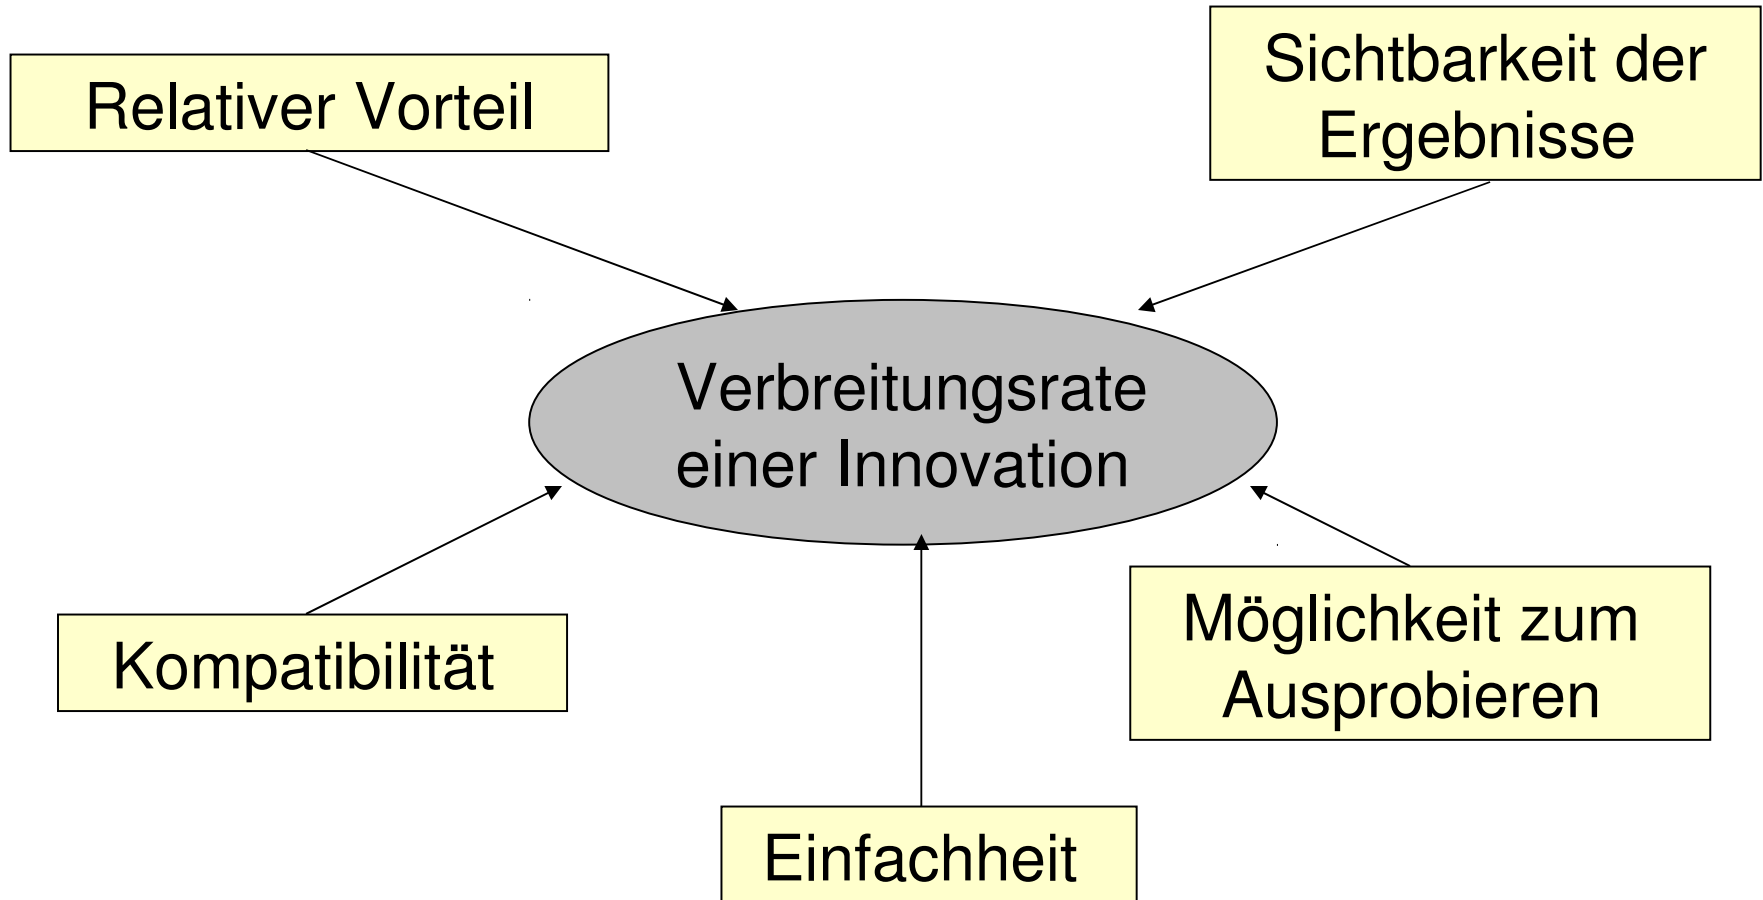 Relativer Vorteil
Sichtbarkeit der
Ergebnisse
Verbreitungsrate
einer Innovation
Kompatibilität
Möglichkeit zum
Ausprobieren
Einfachheit